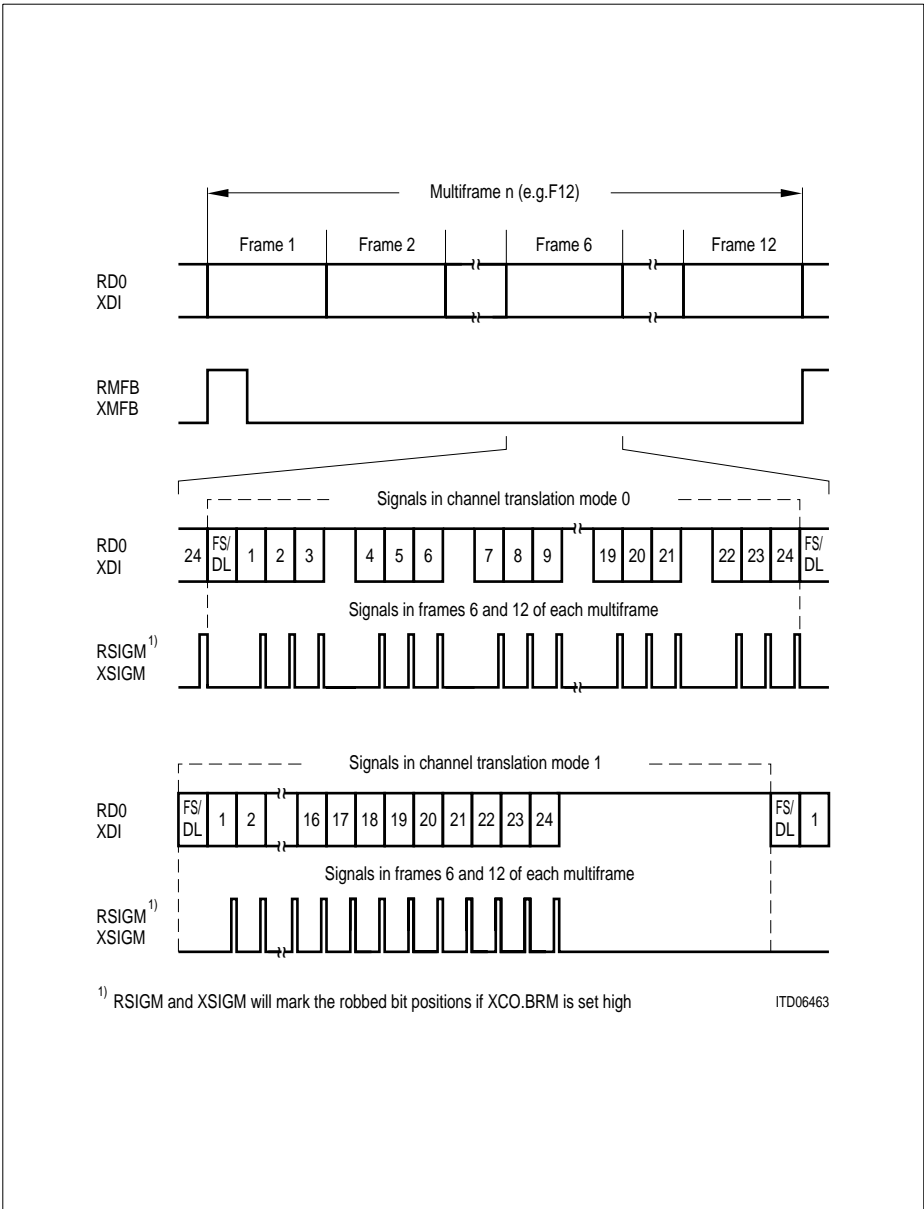 Multiframe n (e.g.F12)
Frame 1 Frame 2 Frame 6 Frame 12
RD0
XDI
RMFB
XMFB
Signals in channel translation mode 0
RD0
XDI
24 FS/DL 1 2 3 4 5 6 7 8 9 19 20 21 22 23 24 FS/DL
Signals in frames 6 and 12 of each multiframe
RSIGM 1)
XSIGM
Signals in channel translation mode 1
RD0
XDI
FS/DL 1 2 16 17 18 19 20 21 22 23 24 FS/DL 1
Signals in frames 6 and 12 of each multiframe
RSIGM 1)
XSIGM
1) RSIGM and XSIGM will mark the robbed bit positions if XCO.BRM is set high
ITD06463